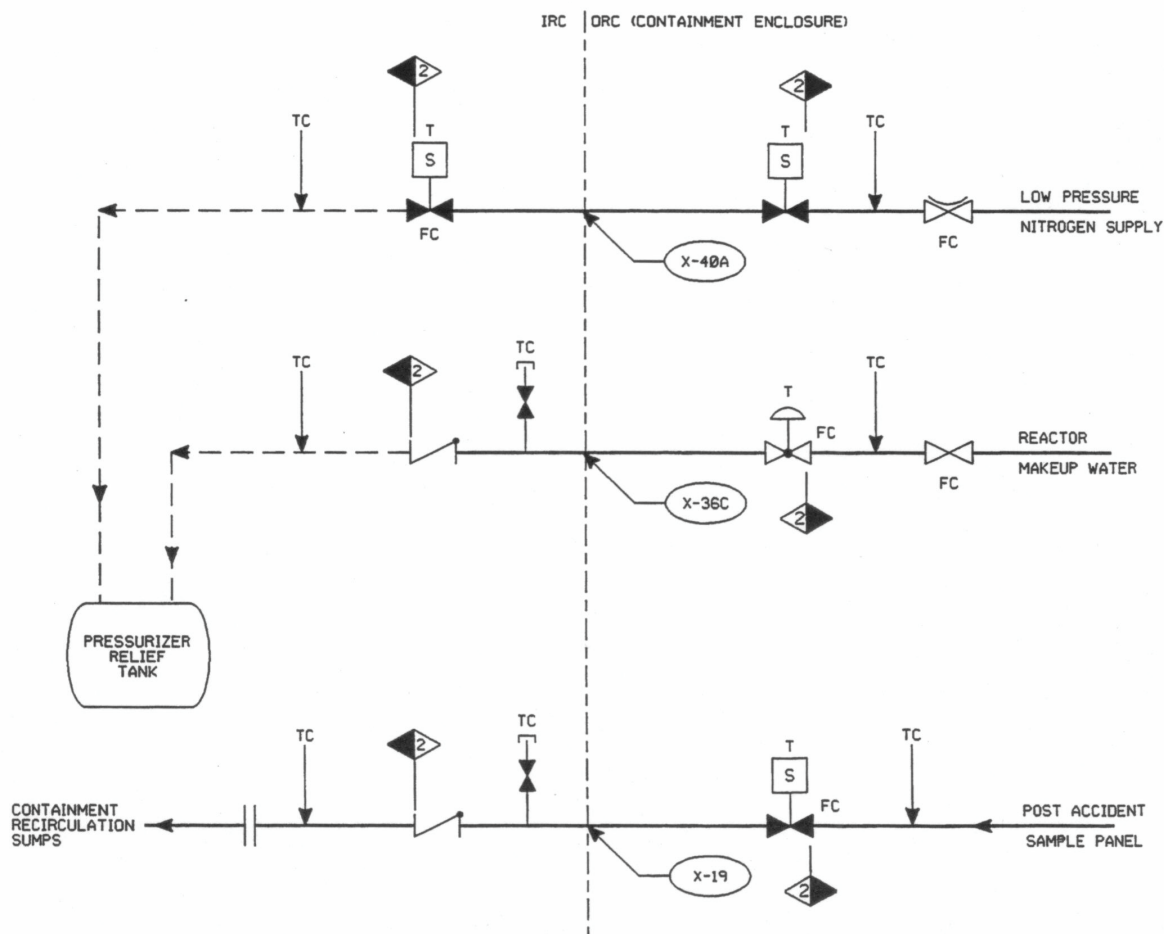 IRC ORC (CONTAINMENT ENCLOSURE)
2
2
TC
T
T
TC
S
S
LOW PRESSURE
NITROGEN SUPPLY
FC
FC
X-40A
TC
2
TC
T
TC
FC
REACTOR
MAKEUP WATER
FC
X-36C
2
PRESSURIZER
RELIEF
TANK
TC
2
TC
T
TC
S
FC
CONTAINMENT
RECIRCULATION
SUMPS
POST ACCIDENT
SAMPLE PANEL
X-19
2